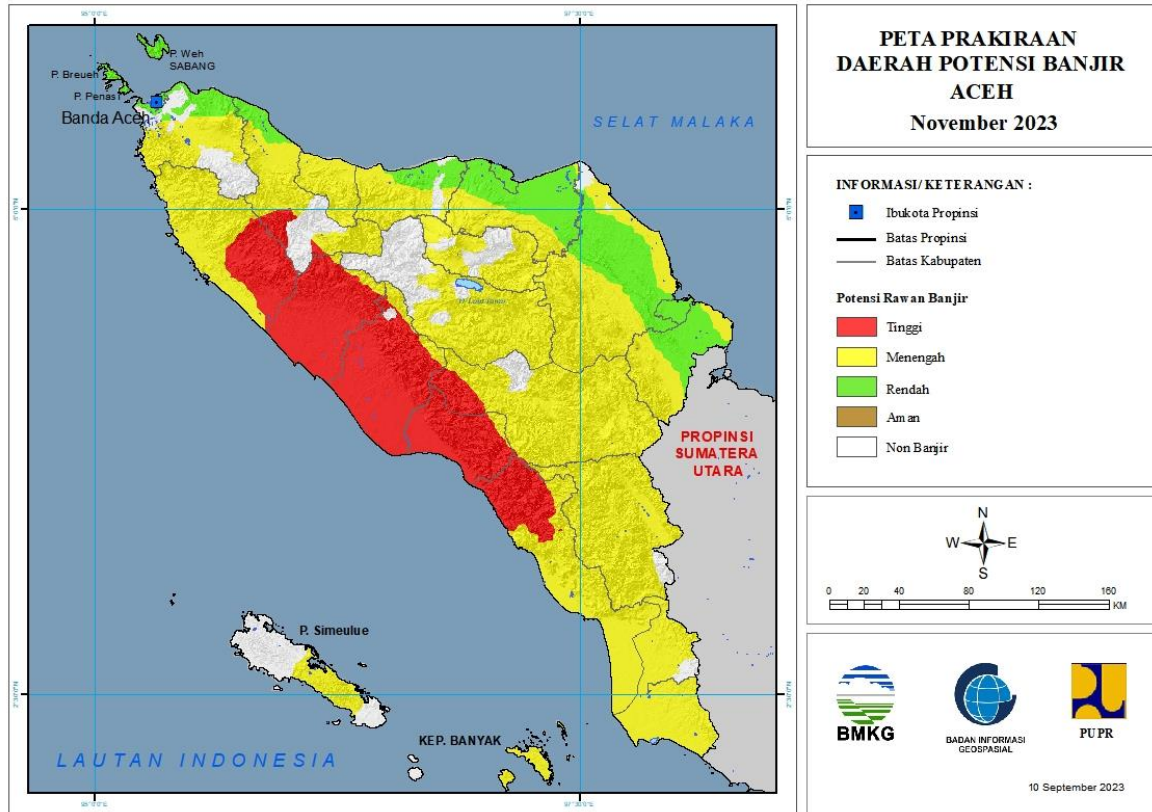 PETA PRAKIRAAN
DAERAH POTENSI BANJIR
ACEH
November 2023
INFORMASI/ KETERANGAN :
Ibukota Propinsi
Batas Propinsi
Batas Kabupaten
Potensi Rawan Banjir
Tinggi
Menengah
Rendah
Aman
Non Banjir
N
W E
S
0 20 40 80 120 160
KM
BMKG
BADAN INFORMASI
GEOSPASIAL
PUPR
10 September 2023
P. Weh
SABANG
P. Breueh
P. Penasi
Banda Aceh
SELAT MALAKA
PROPINSI
SUMATERA
UTARA
P. Simeulue
KEP. BANYAK
LAUTAN INDONESIA